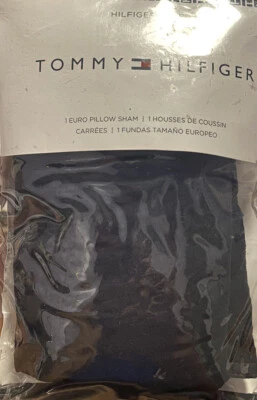 HILFIGER
TOMMY HILFIGER
1 EURO PILLOW SHAM | 1 HOUSSES DE COUSSIN
CARRÉES | 1 FUNDAS TAMAÑO EUROPEO